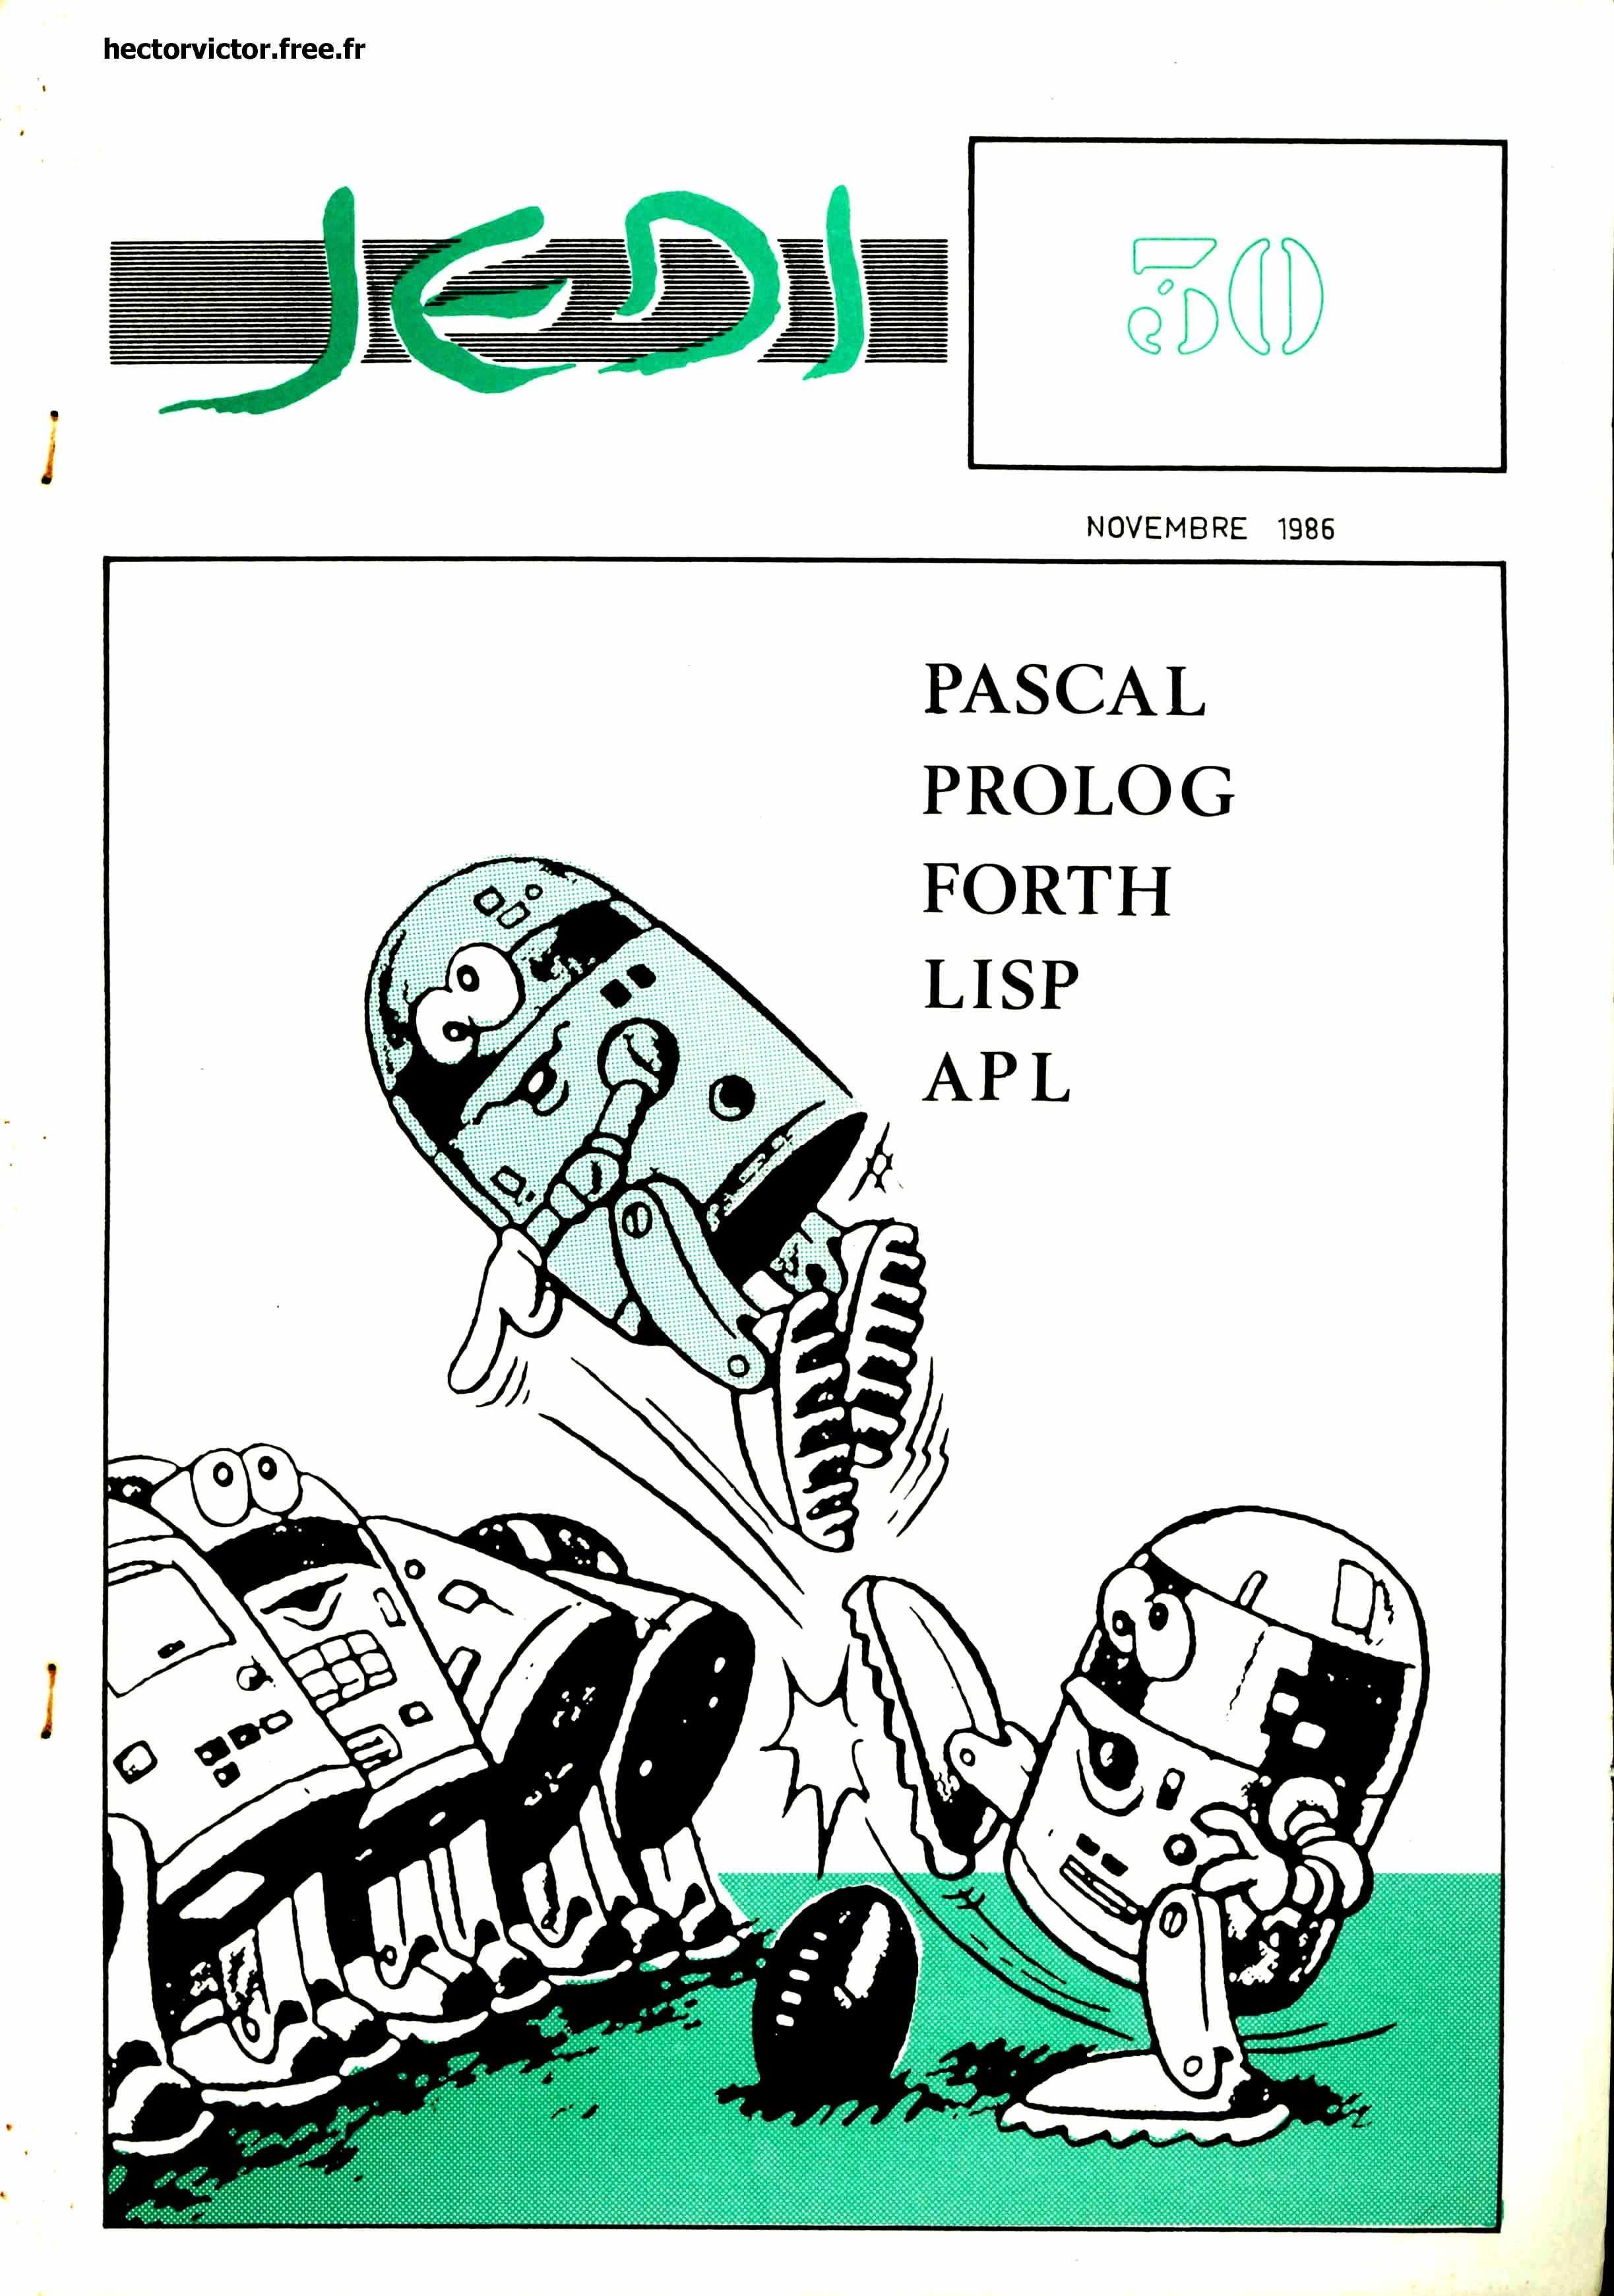 hectorvictor.free.fr
JEDI
30
NOVEMBRE 1986
PASCAL
PROLOG
FORTH
LISP
APL